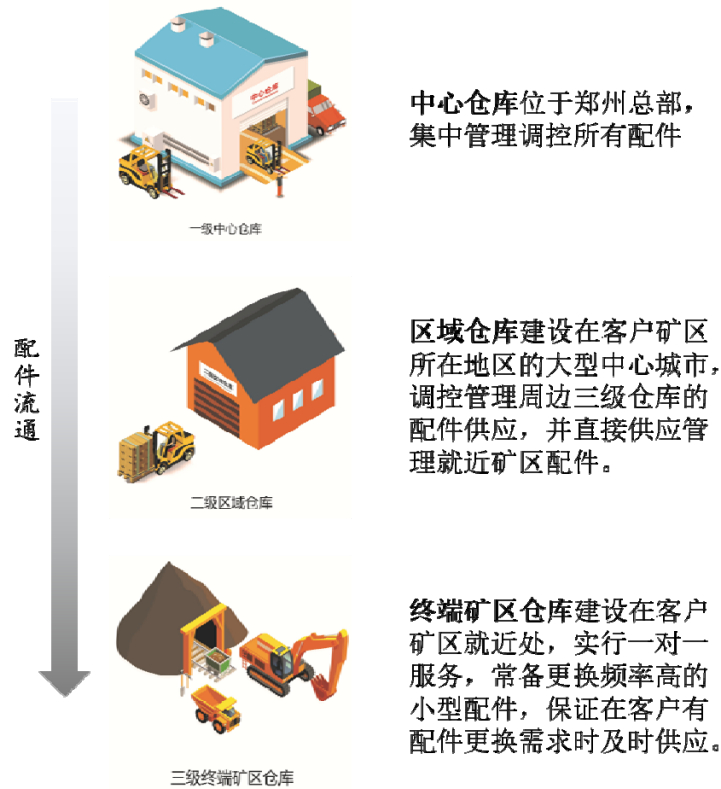 中心仓库
一级中心仓库
中心仓库位于郑州总部，
集中管理调控所有配件
配件流通
二级区域仓库
区域仓库建设在客户矿区
所在地区的大型中心城市，
调控管理周边三级仓库的
配件供应，并直接供应管
理就近矿区配件。
三级终端矿区仓库
终端矿区仓库建设在客户
矿区就近处，实行一对一
服务，常备更换频率高的
小型配件，保证在客户有
配件更换需求时及时供应。